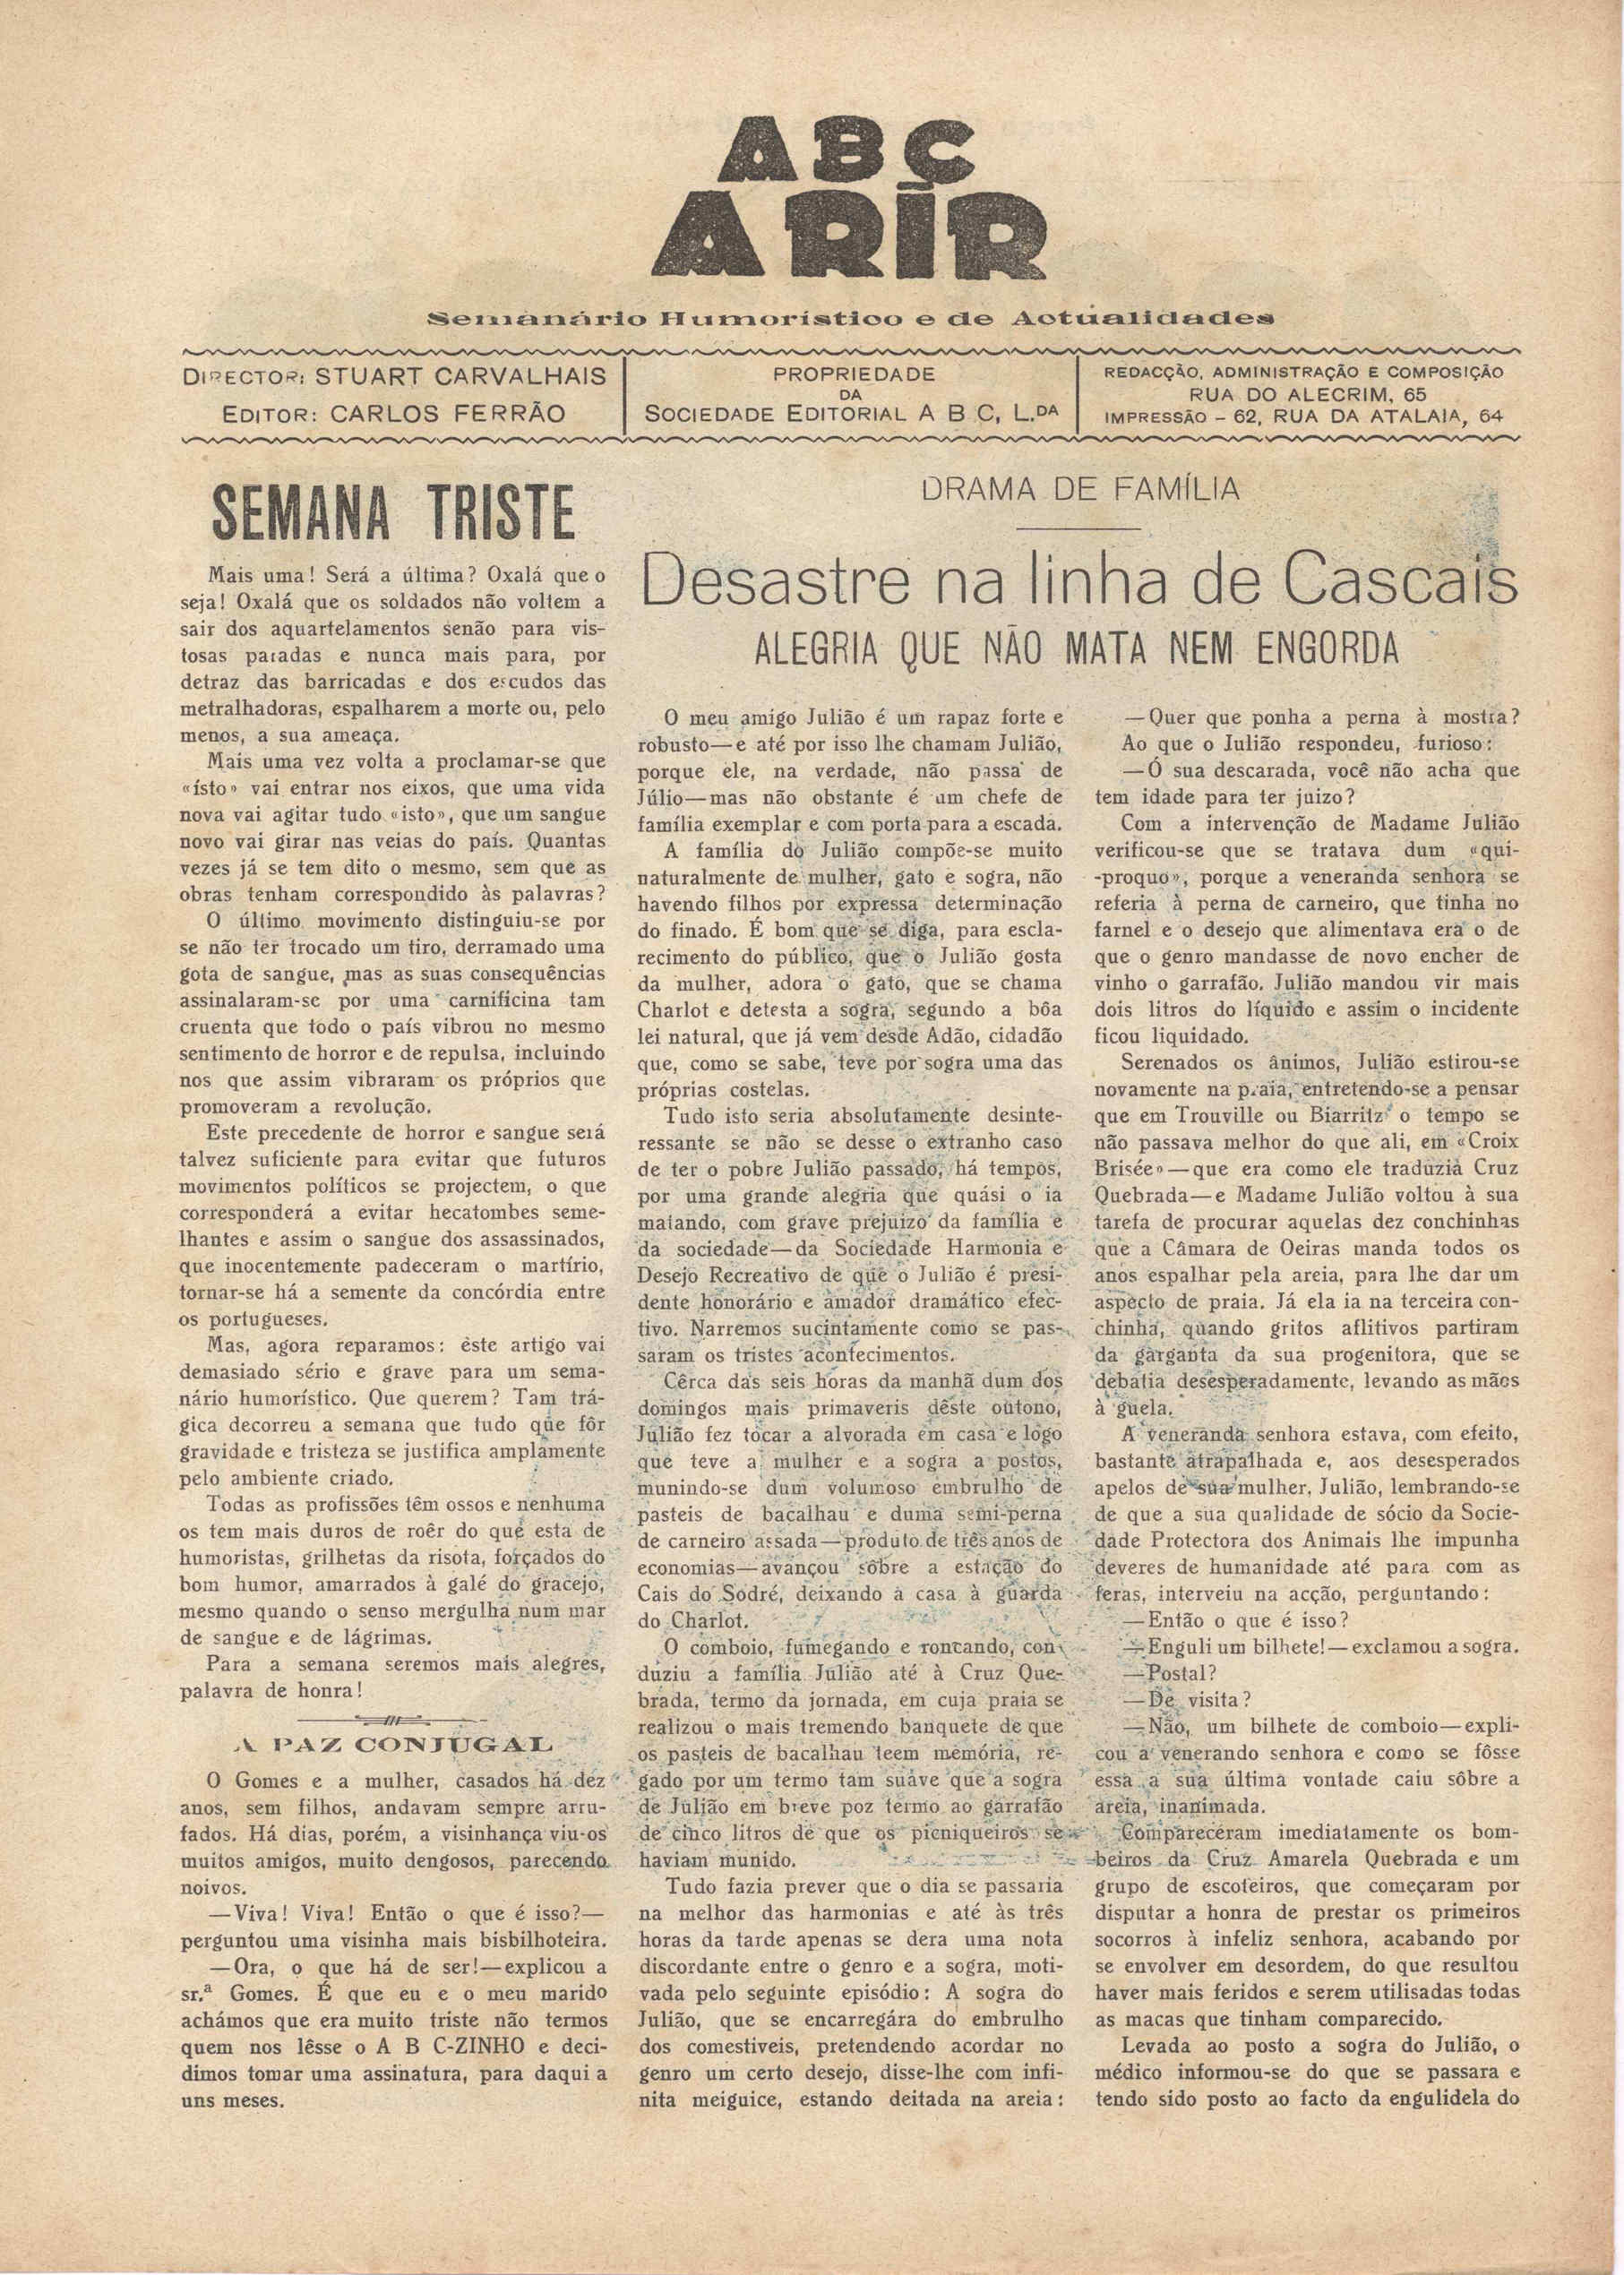 ABC
A RIR
Semanário Humorístico e de Actúalidades
DIRECTOR: STUART CARVALHAIS
EDITOR: CARLOS FERRÃO
PROPRIEDADE
DA
SOCIEDADE EDITORIAL A B C, L.DA
REDACÇÃO, ADMINISTRAÇÃO E COMPOSIÇÃO
RUA DO ALECRIM, 65
IMPRESSÃO – 62, RUA DA ATALAIA, 64
SEMANA TRISTE
Mais uma! Será a última? Oxalá que o
seja! Oxalá que os soldados não voltem a
sair dos aquartelamentos senão para vis-
tosas paradas e nunca mais para, por
detraz das barricadas e dos escudos das
metralhadoras, espalharem a morte ou, pelo
menos, a sua ameaça.
Mais uma vez volta a proclamar-se que
«ísto» vai entrar nos eixos, que uma vida
nova vai agitar tudo «isto», que um sangue
novo vai girar nas veias do país. Quantas
vezes já se tem dito o mesmo, sem que as
obras tenham correspondido às palavras?
O último movimento distinguiu-se por
se não ter trocado um tiro, derramado uma
gota de sangue, mas as suas consequências
assinalaram-se por uma carnificina tam
cruenta que todo o país vibrou no mesmo
sentimento de horror e de repulsa, incluindo
nos que assim vibraram os próprios que
promoveram a revolução.
Este precedente de horror e sangue será
talvez suficiente para evitar que futuros
movimentos políticos se projectem, o que
corresponderá a evitar hecatombes seme-
lhantes e assim o sangue dos assassinados,
que inocentemente padeceram o martírio,
tornar-se há a semente da concórdia entre
os portugueses.
Mas, agora reparamos: êste artigo vai
demasiado sério e grave para um sema-
nário humorístico. Que querem? Tam trá-
gica decorreu a semana que tudo que fôr
gravidade e tristeza se justifica amplamente
pelo ambiente criado.
Todas as profissões têm ossos e nenhuma
os tem mais duros de roêr do que esta de
humoristas, grilhetas da risota, forçados do
bom humor, amarrados à galé do gracejo,
mesmo quando o senso mergulha num mar
de sangue e de lágrimas.
Para a semana seremos mais alegres,
palavra de honra!
A PAZ CONJUGAL
O Gomes e a mulher, casados há dez
anos, sem filhos, andavam sempre arru-
fados. Há dias, porém, a visinhança viu-os
muitos amigos, muito dengosos, parecendo
noivos.
—Viva! Viva! Então o que é isso?—
perguntou uma visinha mais bisbilhoteira.
—Ora, o que há de ser!—explicou a
sr.ª Gomes. É que eu e o meu marido
achámos que era muito triste não termos
quem nos lêsse o A B C-ZINHO e deci-
dimos tomar uma assinatura, para daqui a
uns meses.
DRAMA DE FAMÍLIA
Desastre na linha de Cascais
ALEGRIA QUE NÃO MATA NEM ENGORDA
O meu amigo Julião é um rapaz forte e
robusto—e até por isso lhe chamam Julião,
porque ele, na verdade, não passa de
Júlio—mas não obstante é um chefe de
família exemplar e com porta para a escada.
A família do Julião compõe-se muito
naturalmente de mulher, gato e sogra, não
havendo filhos por expressa determinação
do finado. É bom que se diga, para escla-
recimento do público, que o Julião gosta
da mulher, adora o gato, que se chama
Charlot e detesta a sogra, segundo a bôa
lei natural, que já vem desde Adão, cidadão
que, como se sabe, teve por sogra uma das
próprias costelas.
Tudo isto seria absolutamente desinte-
ressante se não se desse o extranho caso
de ter o pobre Julião passado, há tempos,
por uma grande alegria que quási o ia
matando, com grave prejuizo da família e
da sociedade—da Sociedade Harmonia e
Desejo Recreativo de que o Julião é presi-
dente honorário e amador dramático efec-
tivo. Narremos sucintamente como se pas-
saram os tristes acontecimentos.
Cêrca das seis horas da manhã dum dos
domingos mais primaveris dêste outono,
Julião fez tocar a alvorada em casa e logo
que teve a mulher e a sogra a postos,
munindo-se dum volumoso embrulho de
pasteis de bacalhau e duma semi-perna
de carneiro assada—produto de três anos de
economias—avançou sôbre a estação do
Cais do Sodré, deixando a casa à guarda
do Charlot.
O comboio, fumegando e roncando, con-
duziu a família Julião até à Cruz Que-
brada, termo da jornada, em cuja praia se
realizou o mais tremendo banquete de que
os pasteis de bacalhau teem memória, re-
gado por um termo tam suáve que a sogra
de Julião em breve poz termo ao garrafão
de cinco litros de que os picniqueiros se
haviam munido.
Tudo fazia prever que o dia se passaria
na melhor das harmonias e até às três
horas da tarde apenas se dera uma nota
discordante entre o genro e a sogra, moti-
vada pelo seguinte episódio: A sogra do
Julião, que se encarregára do embrulho
dos comestiveis, pretendendo acordar no
genro um certo desejo, disse-lhe com infi-
nita meiguice, estando deitada na areia:
—Quer que ponha a perna à mostra?
Ao que o Julião respondeu, furioso:
—Ó sua descarada, você não acha que
tem idade para ter juizo?
Com a intervenção de Madame Julião
verificou-se que se tratava dum «qui-
-proquo», porque a veneranda senhora se
referia à perna de carneiro, que tinha no
farnel e o desejo que alimentava era o de
que o genro mandasse de novo encher de
vinho o garrafão. Julião mandou vir mais
dois litros do líquido e assim o incidente
ficou liquidado.
Serenados os ânimos, Julião estirou-se
novamente na praia, entretendo-se a pensar
que em Trouville ou Biarritz o tempo se
não passava melhor do que ali, em «Croix
Brisée»—que era como ele traduzia Cruz
Quebrada—e Madame Julião voltou à sua
tarefa de procurar aquelas dez conchinhas
que a Câmara de Oeiras manda todos os
anos espalhar pela areia, para lhe dar um
aspecto de praia. Já ela ia na terceira con-
chinha, quando gritos aflitivos partiram
da garganta da sua progenitora, que se
debatia desesperadamente, levando as mãos
à guela.
A veneranda senhora estava, com efeito,
bastante atrapalhada e, aos desesperados
apelos de sua mulher, Julião, lembrando-se
de que a sua qualidade de sócio da Socie-
dade Protectora dos Animais lhe impunha
deveres de humanidade até para com as
feras, interveiu na acção, perguntando:
—Então o que é isso?
—Enguli um bilhete!—exclamou a sogra.
—Postal?
—De visita?
—Não, um bilhete de comboio—expli-
cou a venerando senhora e como se fôsse
essa a sua última vontade caiu sôbre a
areia, inanimada.
Compareceram imediatamente os bom-
beiros da Cruz Amarela Quebrada e um
grupo de escoteiros, que começaram por
disputar a honra de prestar os primeiros
socorros à infeliz senhora, acabando por
se envolver em desordem, do que resultou
haver mais feridos e serem utilisadas todas
as macas que tinham comparecido.
Levada ao posto a sogra do Julião, o
médico informou-se do que se passara e
tendo sido posto ao facto da engulidela do